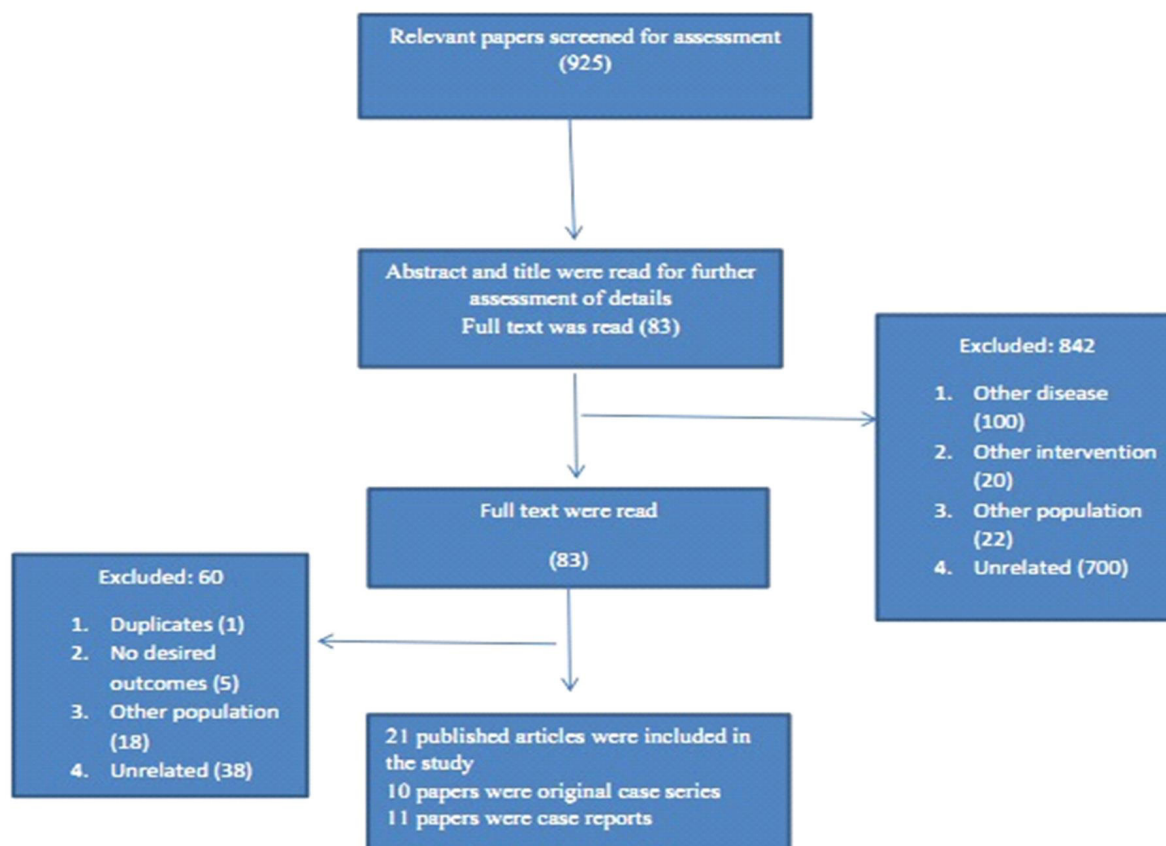 Relevant papers screened for assessment
(925)
Abstract and title were read for further
assessment of details
Full text was read (83)
Excluded: 842
1. Other disease
(100)
2. Other intervention
(20)
3. Other population
(22)
4. Unrelated (700)
Full text were read
(83)
Excluded: 60
1. Duplicates (1)
2. No desired
outcomes (5)
3. Other population
(18)
4. Unrelated (38)
21 published articles were included in
the study
10 papers were original case series
11 papers were case reports